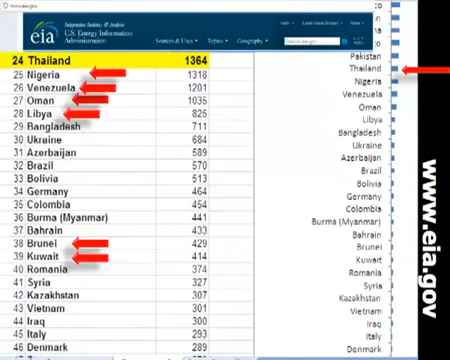 eia
Independent Statistics & Analysis
U.S. Energy Information
Administration
Sources & Uses
Topics
Geography
24 Thailand 1364
25 Nigeria 1318
26 Venezuela 1201
27 Oman 1035
28 Libya 825
29 Bangladesh 711
30 Ukraine 684
31 Azerbaijan 589
32 Brazil 570
33 Bolivia 513
34 Germany 464
35 Colombia 454
36 Burma (Myanmar) 441
37 Bahrain 433
38 Brunei 429
39 Kuwait 414
40 Romania 374
41 Syria 327
42 Kazakhstan 307
43 Vietnam 301
44 Iraq 300
45 Italy 293
46 Denmark 289
Pakistan
Thailand
Nigeria
Venezuela
Oman
Libya
Bangladesh
Ukraine
Azerbaijan
Brazil
Bolivia
Germany
Colombia
Burma (Myanmar)
Bahrain
Brunei
Kuwait
Romania
Syria
Kazakhstan
Vietnam
Iraq
Italy
Denmark
www.eia.gov